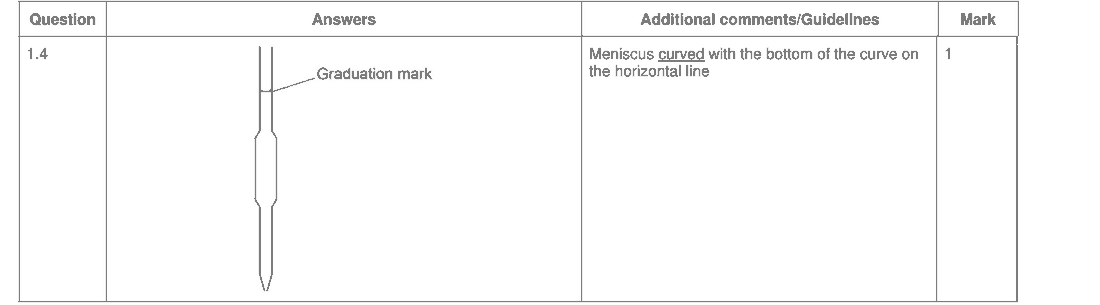 Question Answers Additional comments/Guidelines Mark
1.4 Meniscus curved with the bottom of the curve on 1
the horizontal line
Graduation mark